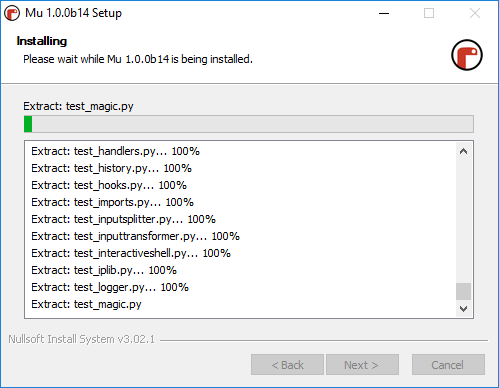 Mu 1.0.0b14 Setup
Installing
Please wait while Mu 1.0.0b14 is being installed.
Extract: test_magic.py
Extract: test_handlers.py... 100%
Extract: test_history.py... 100%
Extract: test_hooks.py... 100%
Extract: test_imports.py... 100%
Extract: test_inputsplitter.py... 100%
Extract: test_inputtransformer.py... 100%
Extract: test_interactiveshell.py... 100%
Extract: test_iplib.py... 100%
Extract: test_logger.py... 100%
Extract: test_magic.py
Nullsoft Install System v3.02.1
< Back Next > Cancel